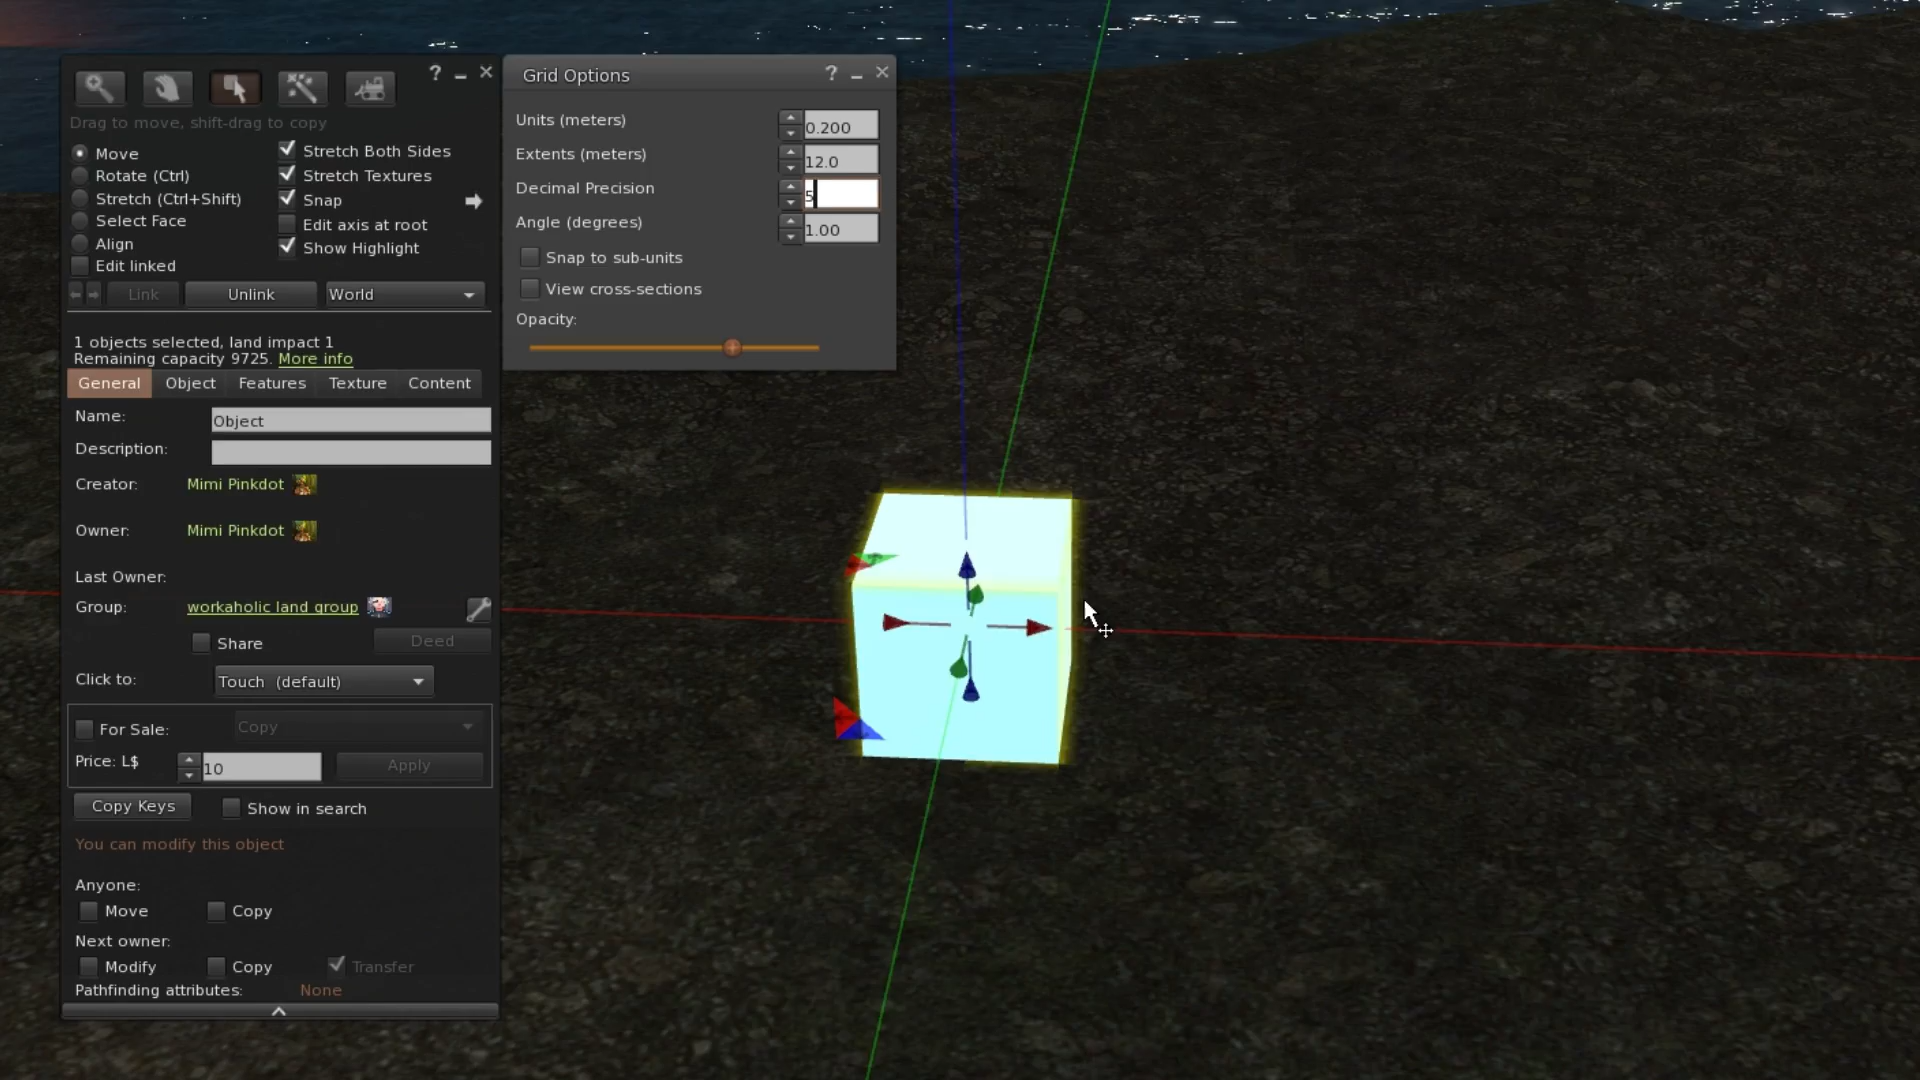 Drag to move, shift-drag to copy
Move
Rotate (Ctrl)
Stretch (Ctrl+Shift)
Select Face
Align
Edit linked
Stretch Both Sides
Stretch Textures
Snap
Edit axis at root
Show Highlight
Link
Unlink
World
1 objects selected, land impact 1
Remaining capacity 9725. More info
General Object Features Texture Content
Name: Object
Description:
Creator: Mimi Pinkdot
Owner: Mimi Pinkdot
Last Owner:
Group: workaholic land group
Share Deed
Click to: Touch (default)
For Sale: Copy
Price: L$ 10 Apply
Copy Keys Show in search
You can modify this object
Anyone:
Move Copy
Next owner:
Modify Copy Transfer
Pathfinding attributes: None
?
Grid Options ?
Units (meters) 0.200
Extents (meters) 12.0
Decimal Precision 5
Angle (degrees) 1.00
Snap to sub-units
View cross-sections
Opacity: